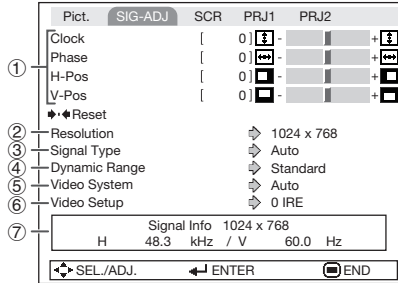 Pict. SIG-ADJ SCR PRJ1 PRJ2
① Clock [ 0 ] - +
Phase [ 0 ] - +
H-Pos [ 0 ] - +
V-Pos [ 0 ] - +
Reset
② Resolution 1024 x 768
③ Signal Type Auto
④ Dynamic Range Standard
⑤ Video System Auto
⑥ Video Setup 0 IRE
⑦ Signal Info 1024 x 768
H 48.3 kHz / V 60.0 Hz
SEL./ADJ. ENTER END